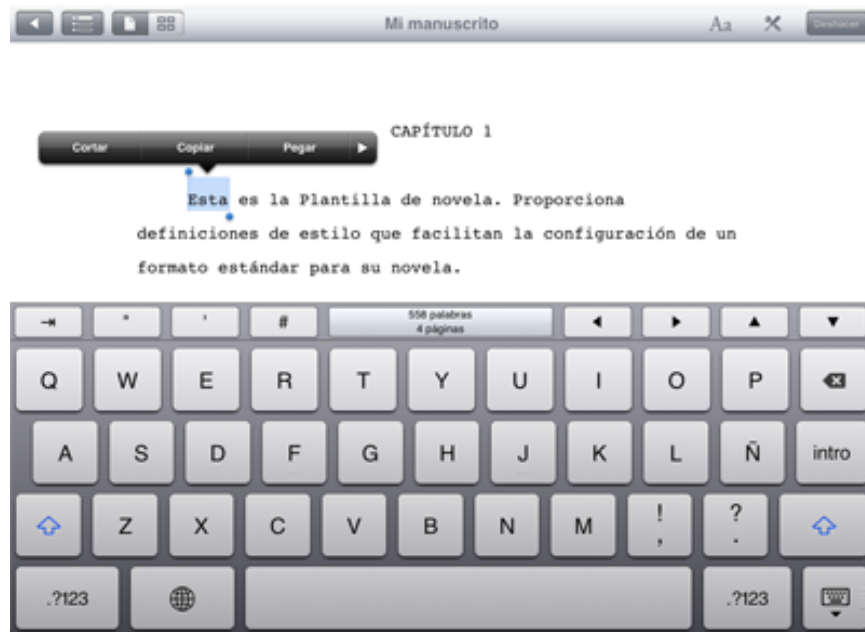 Mi manuscrito Aa Deshacer
CAPÍTULO 1
Cortar Copiar Pegar
Esta es la Plantilla de novela. Proporciona
definiciones de estilo que facilitan la configuración de un
formato estándar para su novela.
" ' # 558 palabras
4 páginas
Q W E R T Y U I O P
A S D F G H J K L Ñ intro
Z X C V B N M ! , ? .
.?123 .?123